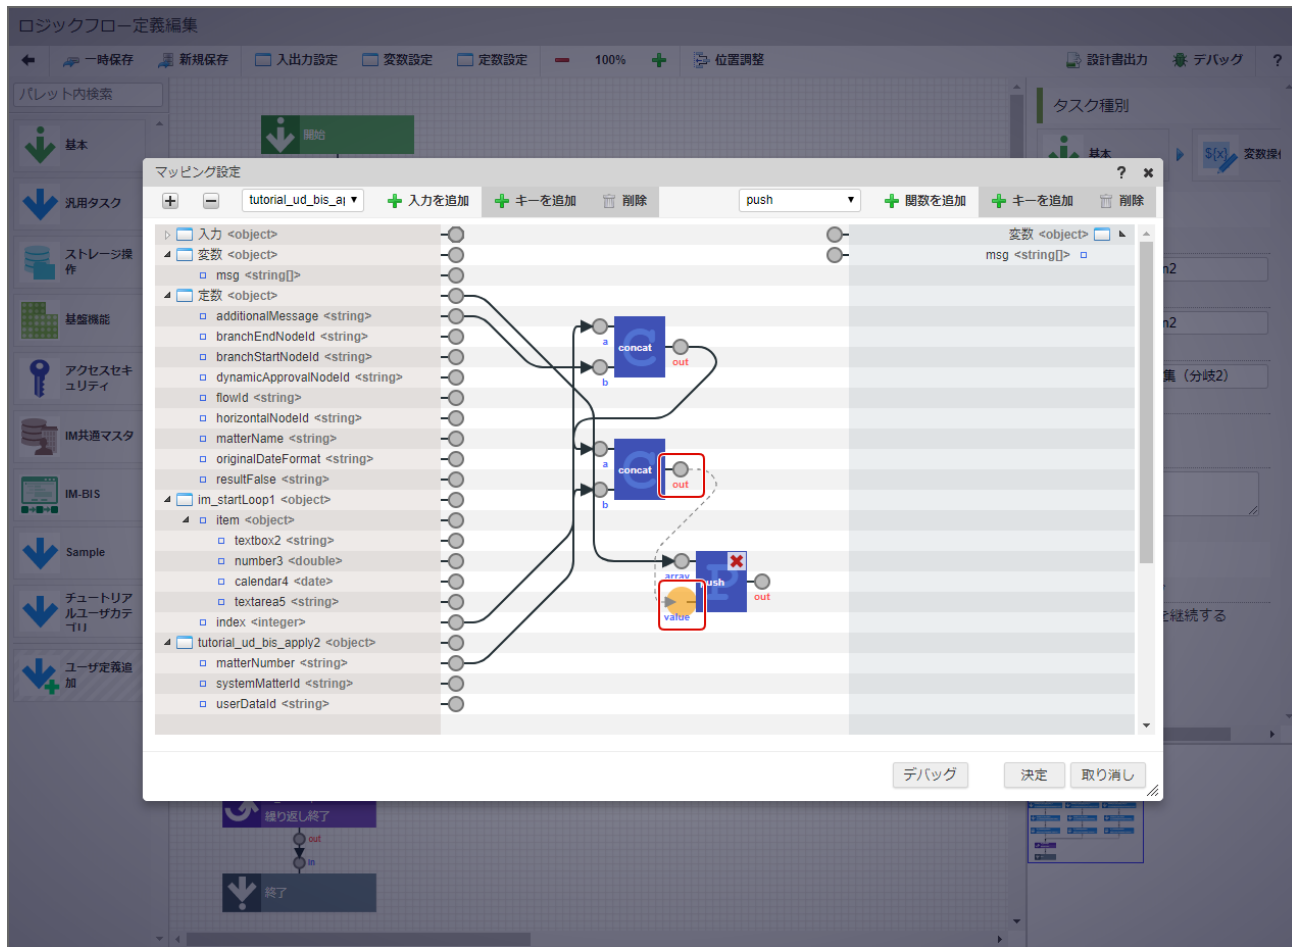 ロジックフロー定義編集
一時保存
新規保存
入出力設定
変数設定
定数設定
100%
位置調整
設計書出力
デバッグ
?
パレット内検索
基本
汎用タスク
ストレージ操作
基盤機能
アクセスセキュリティ
IM共通マスタ
IM-BIS
Sample
チュートリアルユーザカテゴリ
ユーザ定義追加
開始
タスク種別
基本
${x}
変数操作
マッピング設定
?
tutorial_ud_bis_a
入力を追加
キーを追加
削除
push
関数を追加
キーを追加
削除
入力 <object>
変数 <object>
msg <string[]>
定数 <object>
additionalMessage <string>
branchEndNodeId <string>
branchStartNodeId <string>
dynamicApprovalNodeId <string>
flowId <string>
horizontalNodeId <string>
matterName <string>
originalDateFormat <string>
resultFalse <string>
im_startLoop1 <object>
item <object>
textbox2 <string>
number3 <double>
calendar4 <date>
textarea5 <string>
index <integer>
tutorial_ud_bis_apply2 <object>
matterNumber <string>
systemMatterId <string>
userDataId <string>
a
b
concat
out
a
b
concat
out
array
value
push
out
変数 <object>
msg <string[]>
n2
n2
集（分岐2）
を継続する
デバッグ
決定
取り消し
繰り返し終了
out
in
終了